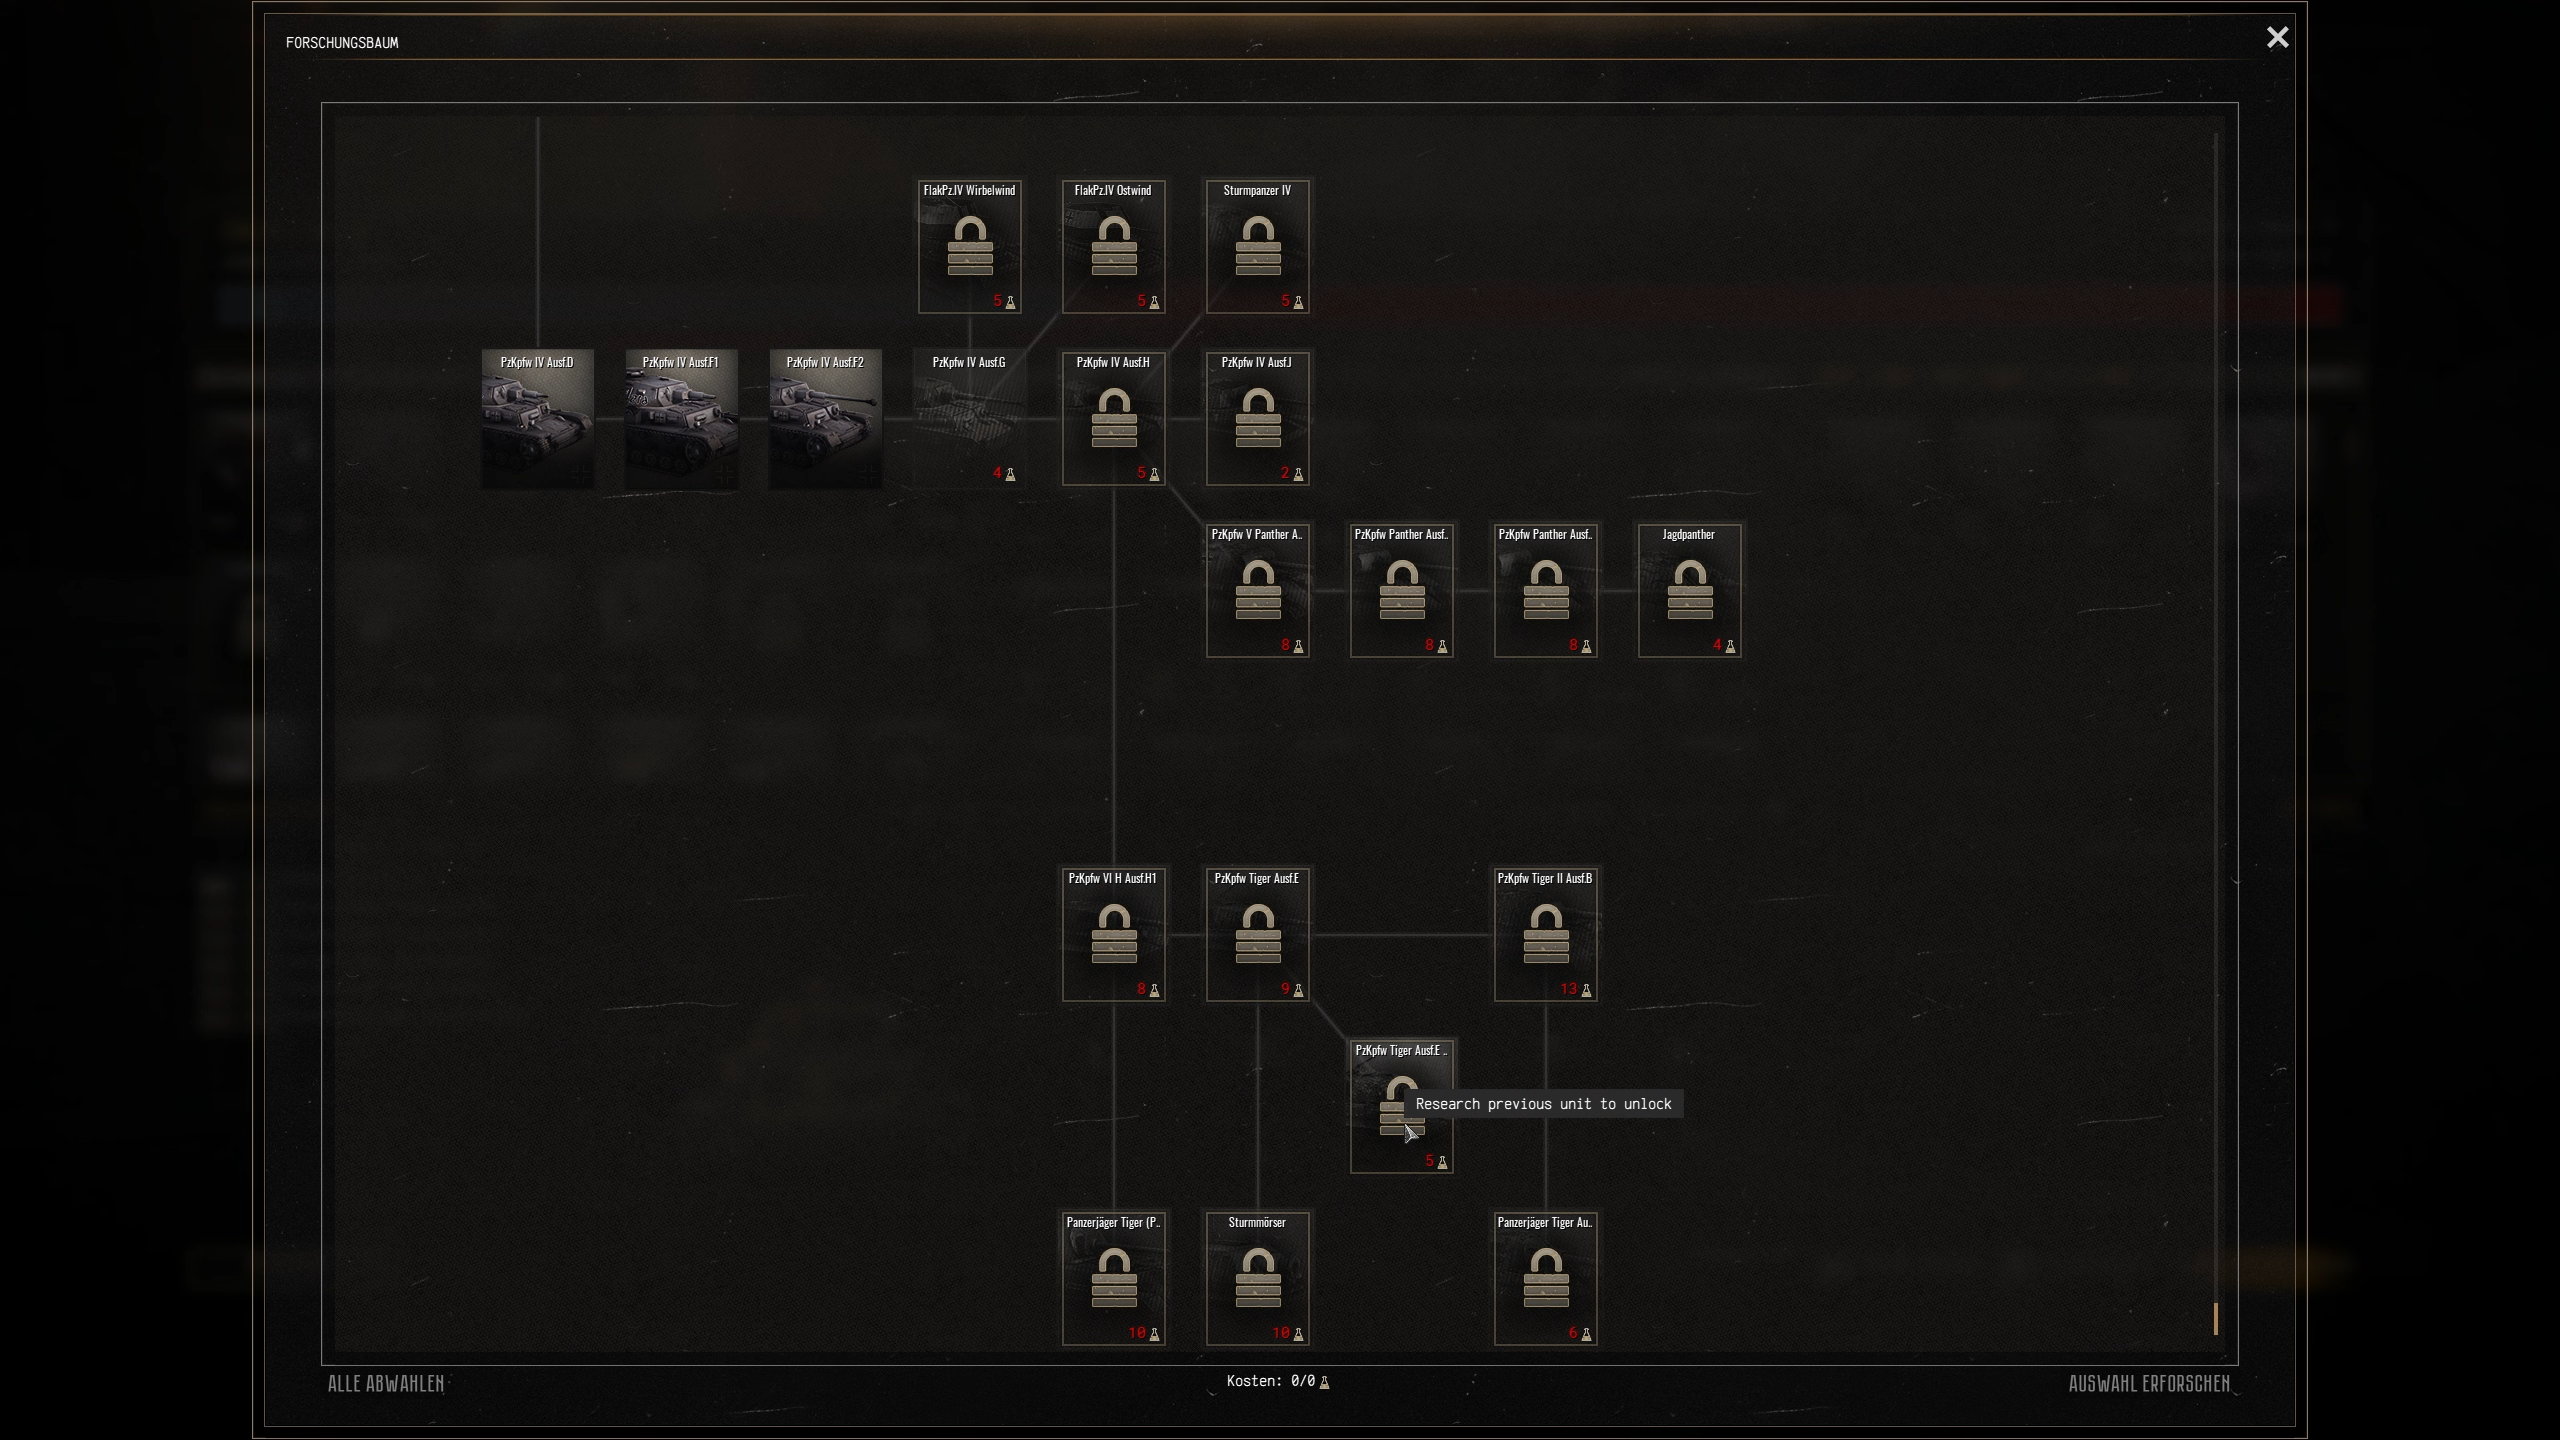 FORSCHUNGSBAUM
FlakPz.IV Wirbelwind
FlakPz.IV Ostwind
Sturmpanzer IV
5
5
5
PzKpfw IV Ausf.D
PzKpfw IV Ausf.F1
PzKpfw IV Ausf.F2
PzKpfw IV Ausf.G
PzKpfw IV Ausf.H
PzKpfw IV Ausf.J
4
5
2
PzKpfw V Panther A..
PzKpfw Panther Ausf..
PzKpfw Panther Ausf..
Jagdpanther
8
8
8
4
PzKpfw VI H Ausf.H1
PzKpfw Tiger Ausf.E
PzKpfw Tiger II Ausf.B
8
9
13
PzKpfw Tiger Ausf.E ..
Research previous unit to unlock
5
Panzerjäger Tiger (P..
Sturmmörser
Panzerjäger Tiger Au..
10
10
6
ALLE ABWÄHLEN
Kosten: 0/0
AUSWAHL ERFORSCHEN